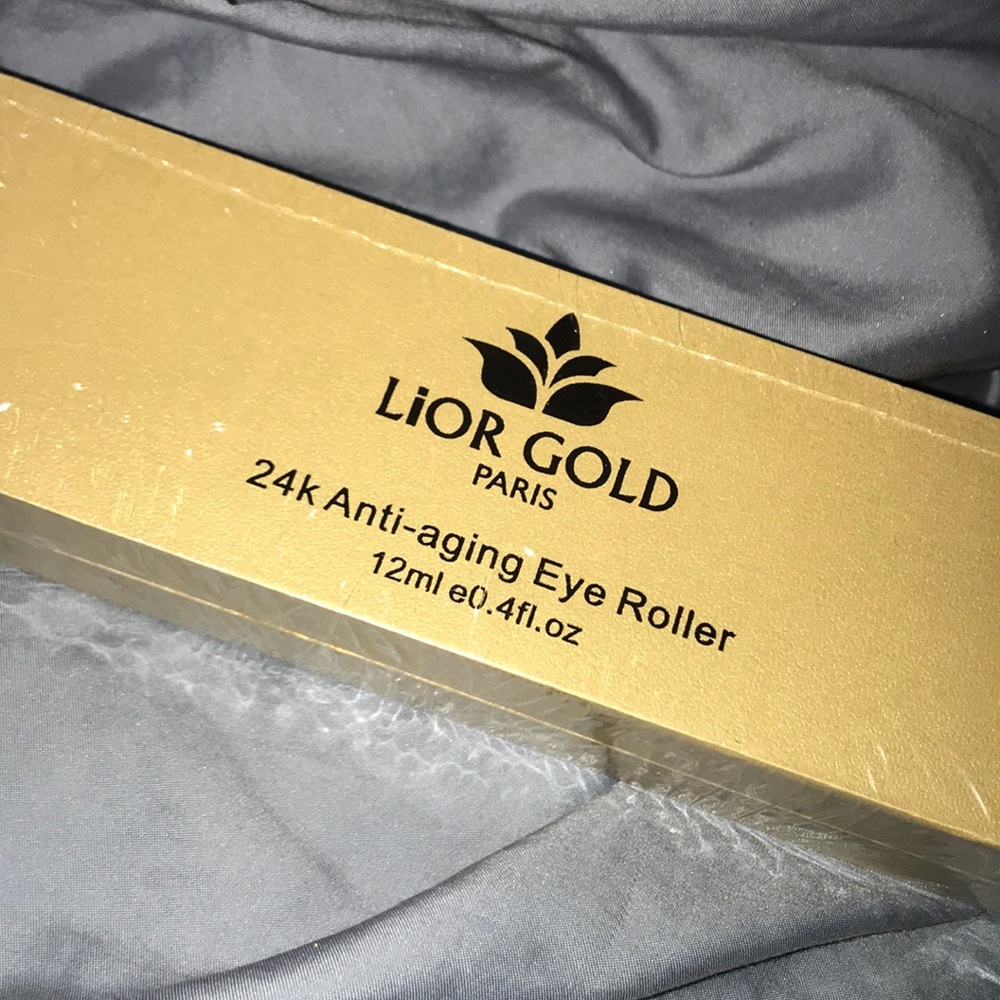 LiOR GOLD
PARIS
24k Anti-aging Eye Roller
12ml e0.4fl.oz